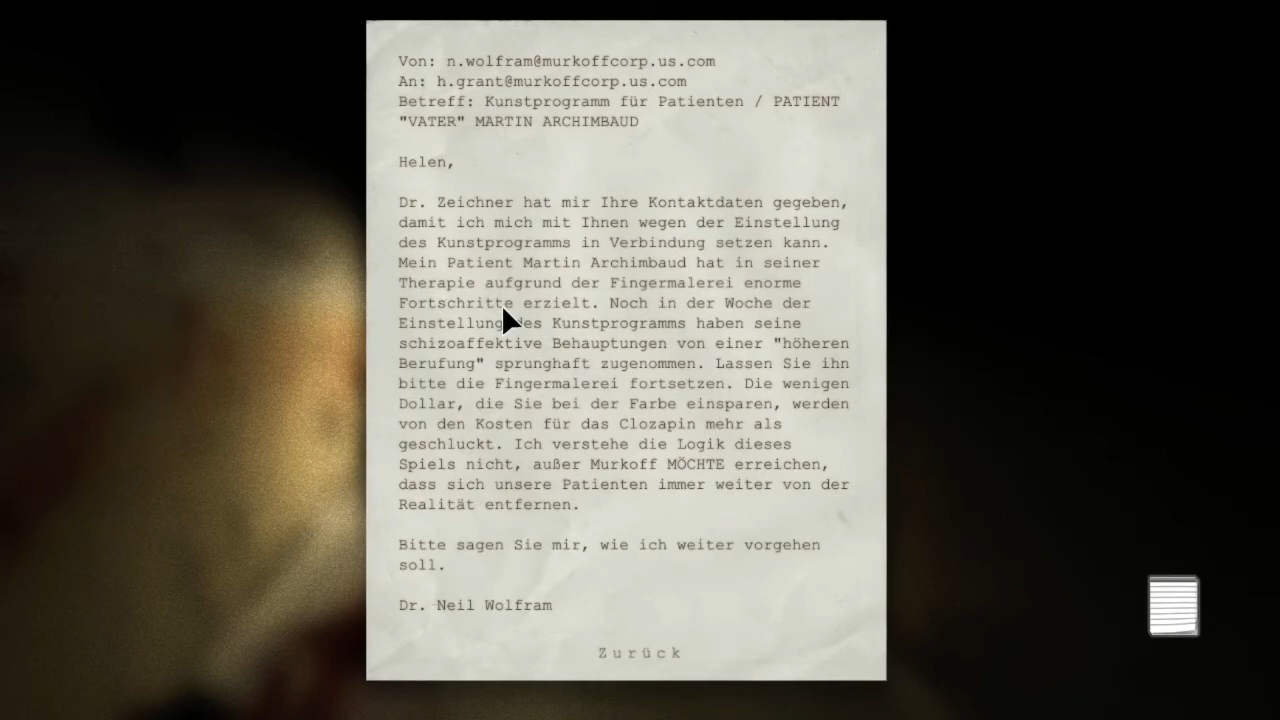 Von: n.wolfram@murkoffcorp.us.com
An: h.grant@murkoffcorp.us.com
Betreff: Kunstprogramm für Patienten / PATIENT
"VATER" MARTIN ARCHIMBAUD
Helen,
Dr. Zeichner hat mir Ihre Kontaktdaten gegeben,
damit ich mich mit Ihnen wegen der Einstellung
des Kunstprogramms in Verbindung setzen kann.
Mein Patient Martin Archimbaud hat in seiner
Therapie aufgrund der Fingermalerei enorme
Fortschritte erzielt. Noch in der Woche der
Einstellung des Kunstprogramms haben seine
schizoaffektive Behauptungen von einer "höheren
Berufung" sprunghaft zugenommen. Lassen Sie ihn
bitte die Fingermalerei fortsetzen. Die wenigen
Dollar, die Sie bei der Farbe einsparen, werden
von den Kosten für das Clozapin mehr als
geschluckt. Ich verstehe die Logik dieses
Spiels nicht, außer Murkoff MÖCHTE erreichen,
dass sich unsere Patienten immer weiter von der
Realität entfernen.
Bitte sagen Sie mir, wie ich weiter vorgehen
soll.
Dr. Neil Wolfram
Zurück